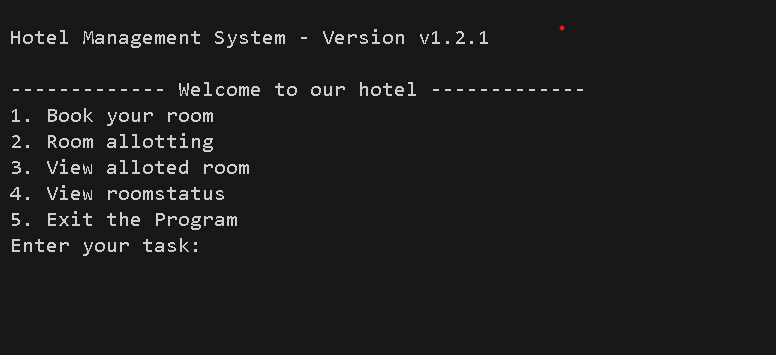 Hotel Management System - Version v1.2.1
------------- Welcome to our hotel -------------
1. Book your room
2. Room allotting
3. View alloted room
4. View roomstatus
5. Exit the Program
Enter your task: